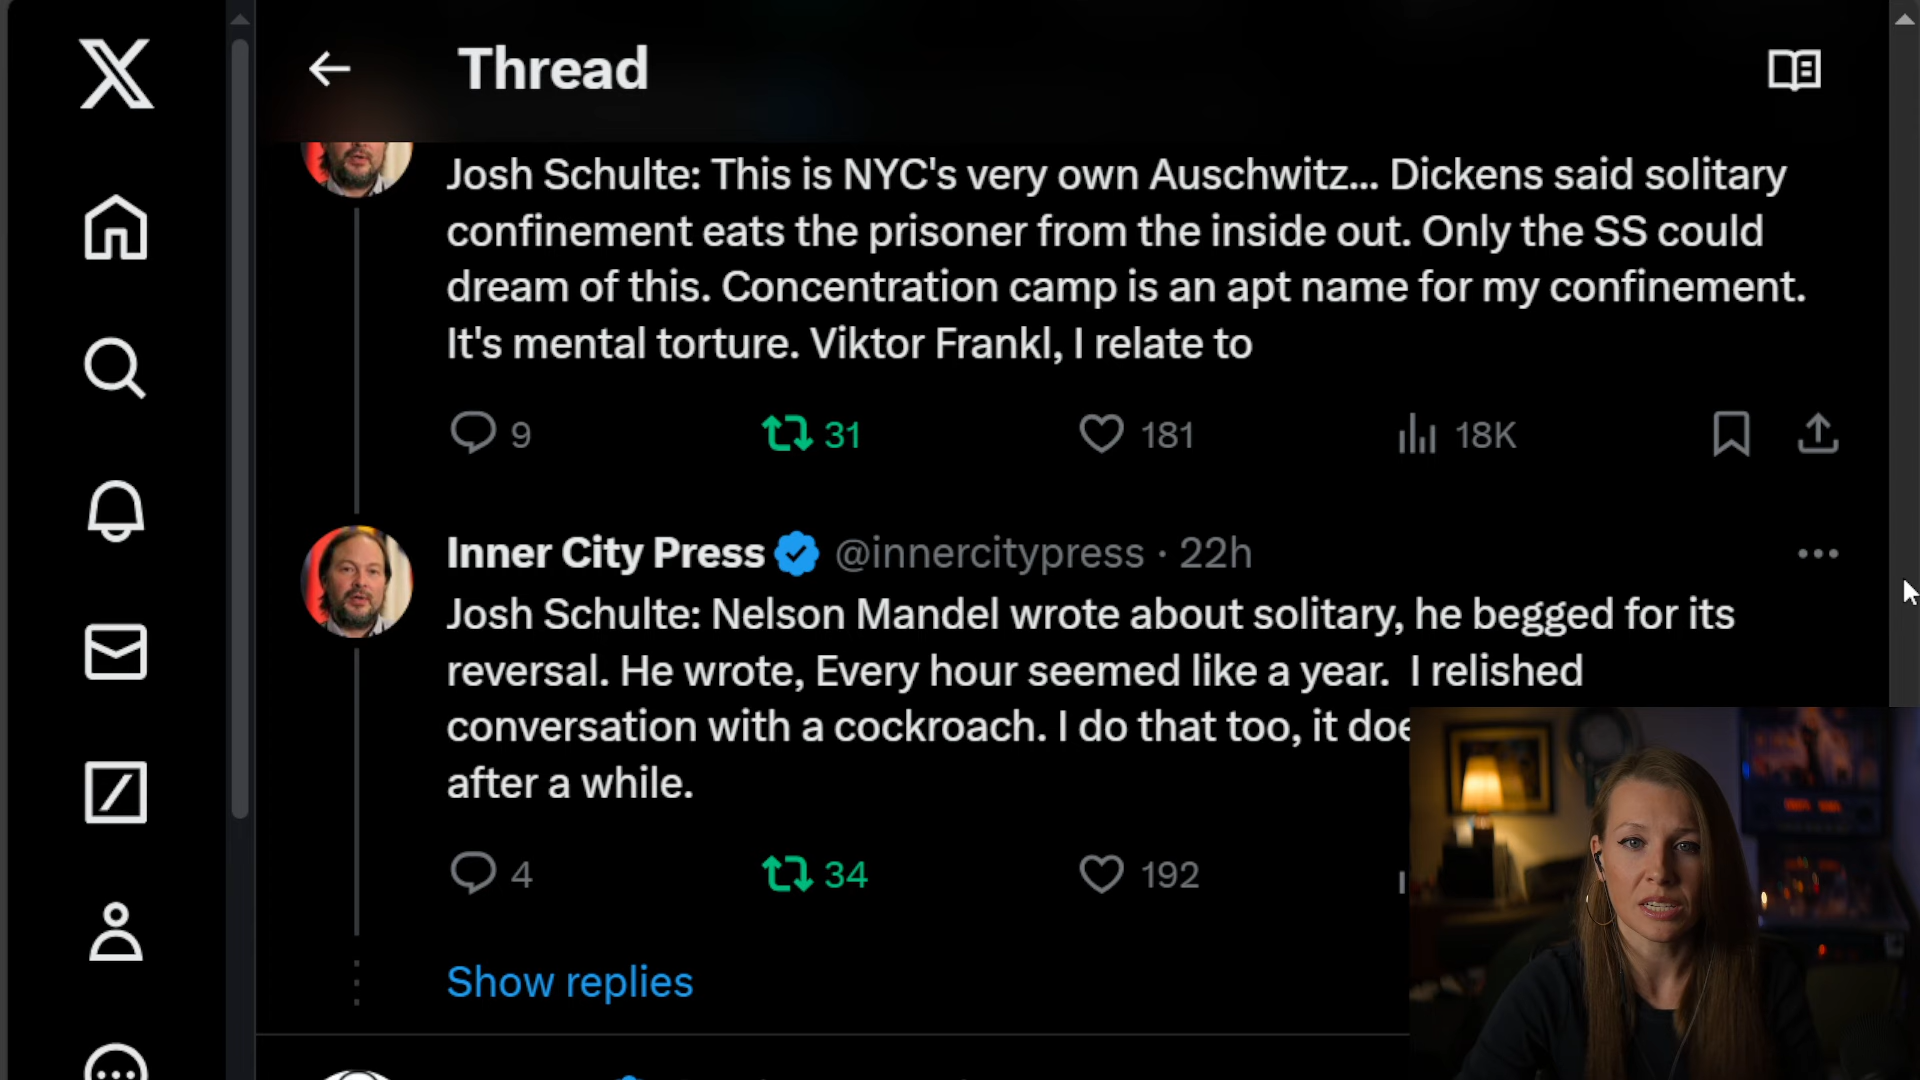 Thread
Josh Schulte: This is NYC's very own Auschwitz... Dickens said solitary
confinement eats the prisoner from the inside out. Only the SS could
dream of this. Concentration camp is an apt name for my confinement.
It's mental torture. Viktor Frankl, I relate to
9 31 181 18K
Inner City Press @innercitypress · 22h
Josh Schulte: Nelson Mandel wrote about solitary, he begged for its
reversal. He wrote, Every hour seemed like a year. I relished
conversation with a cockroach. I do that too, it
after a while.
4 34 192
Show replies